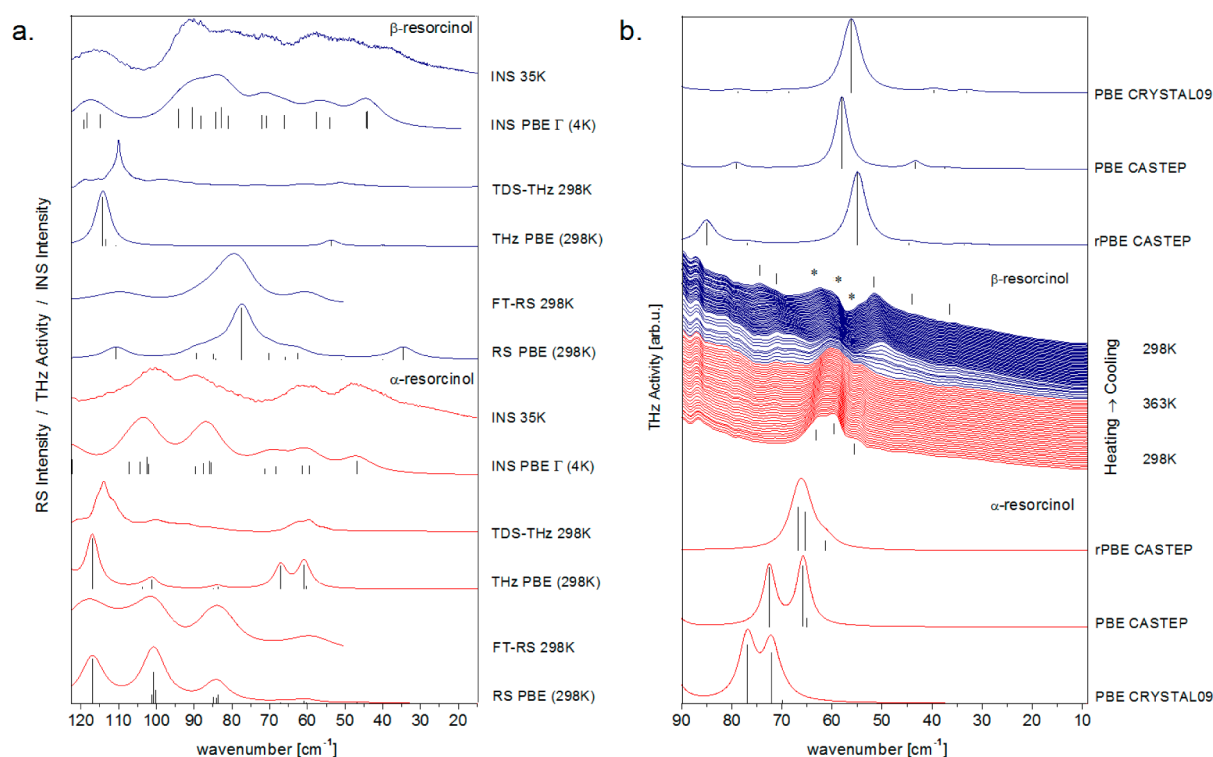 a.
RS Intensity / THz Activity / INS Intensity
β-resorcinol
INS 35K
INS PBE Γ (4K)
TDS-THz 298K
THz PBE (298K)
FT-RS 298K
RS PBE (298K)
α-resorcinol
INS 35K
INS PBE Γ (4K)
TDS-THz 298K
THz PBE (298K)
FT-RS 298K
RS PBE (298K)
120 110 100 90 80 70 60 50 40 30 20
wavenumber [cm-1]
b.
THz Activity [arb.u.]
PBE CRYSTAL09
PBE CASTEP
rPBE CASTEP
* * *
β-resorcinol
298K
363K
298K
Heating → Cooling
α-resorcinol
rPBE CASTEP
PBE CASTEP
PBE CRYSTAL09
90 80 70 60 50 40 30 20 10
wavenumber [cm-1]